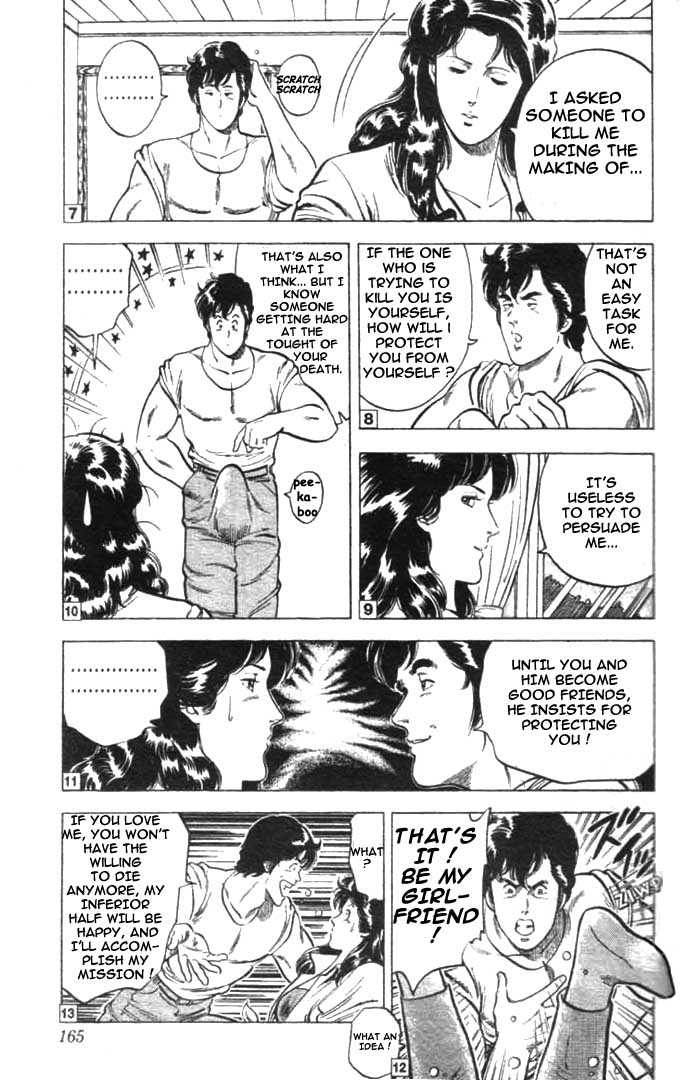 I ASKED
SOMEONE TO
KILL ME
DURING THE
MAKING OF...
SCRATCH
SCRATCH
............
............
7
THAT'S
NOT
AN
EASY
TASK
FOR
ME.
IF THE ONE
WHO IS
TRYING TO
KILL YOU IS
YOURSELF,
HOW WILL I
PROTECT
YOU FROM
YOURSELF ?
8
IT'S
USELESS
TO TRY TO
PERSUADE
ME...
9
THAT'S ALSO
WHAT I
THINK... BUT I
KNOW
SOMEONE
GETTING HARD
AT THE
TOUGHT OF
YOUR
DEATH.
............
............
pee-
ka-
boo
10
UNTIL YOU AND
HIM BECOME
GOOD FRIENDS,
HE INSISTS FOR
PROTECTING
YOU !
............
............
11
THAT'S
IT !
BE MY
GIRL-
FRIEND
!
12
WHAT
?
IF YOU LOVE
ME, YOU WON'T
HAVE THE
WILLING
TO DIE
ANYMORE, MY
INFERIOR
HALF WILL BE
HAPPY, AND
I'LL ACCOM-
PLISH MY
MISSION !
WHAT AN
IDEA !
13
165